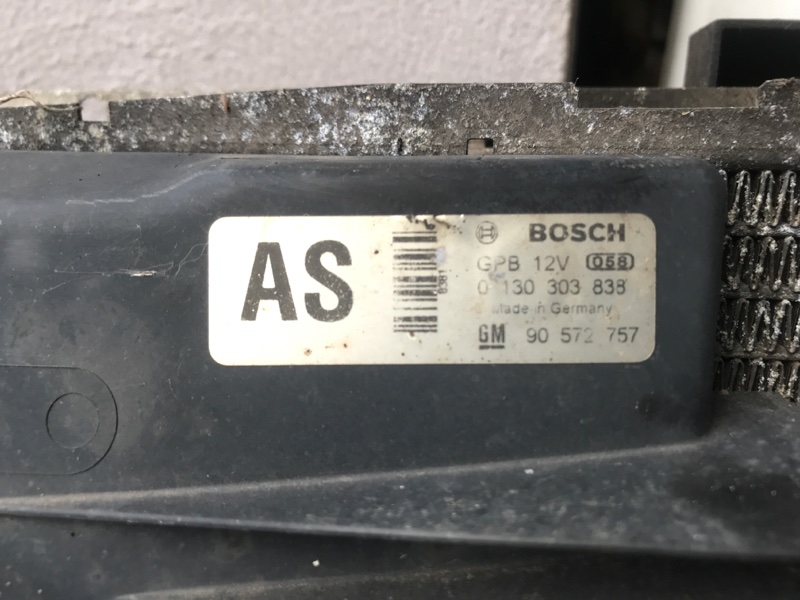 AS
BOSCH
GPB 12V 058
0 130 303 838
Made in Germany
GM 90 572 757